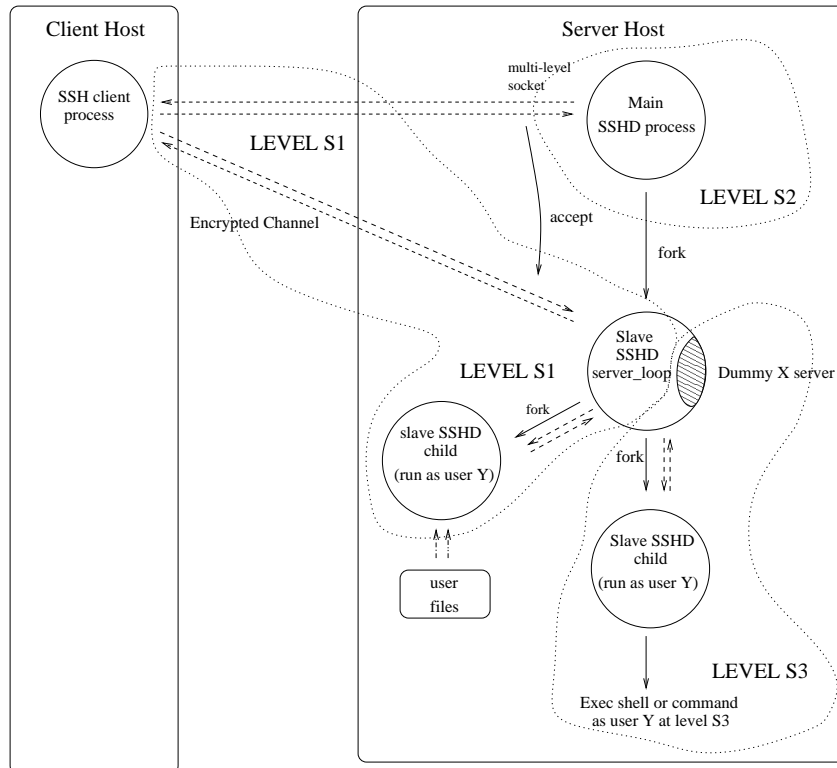 Client Host
Server Host
SSH client
process
multi-level
socket
Main
SSHD process
LEVEL S1
LEVEL S2
accept
Encrypted Channel
fork
Slave
SSHD
server_loop
Dummy X server
LEVEL S1
fork
slave SSHD
child
(run as user Y)
fork
Slave SSHD
child
(run as user Y)
user
files
LEVEL S3
Exec shell or command
as user Y at level S3